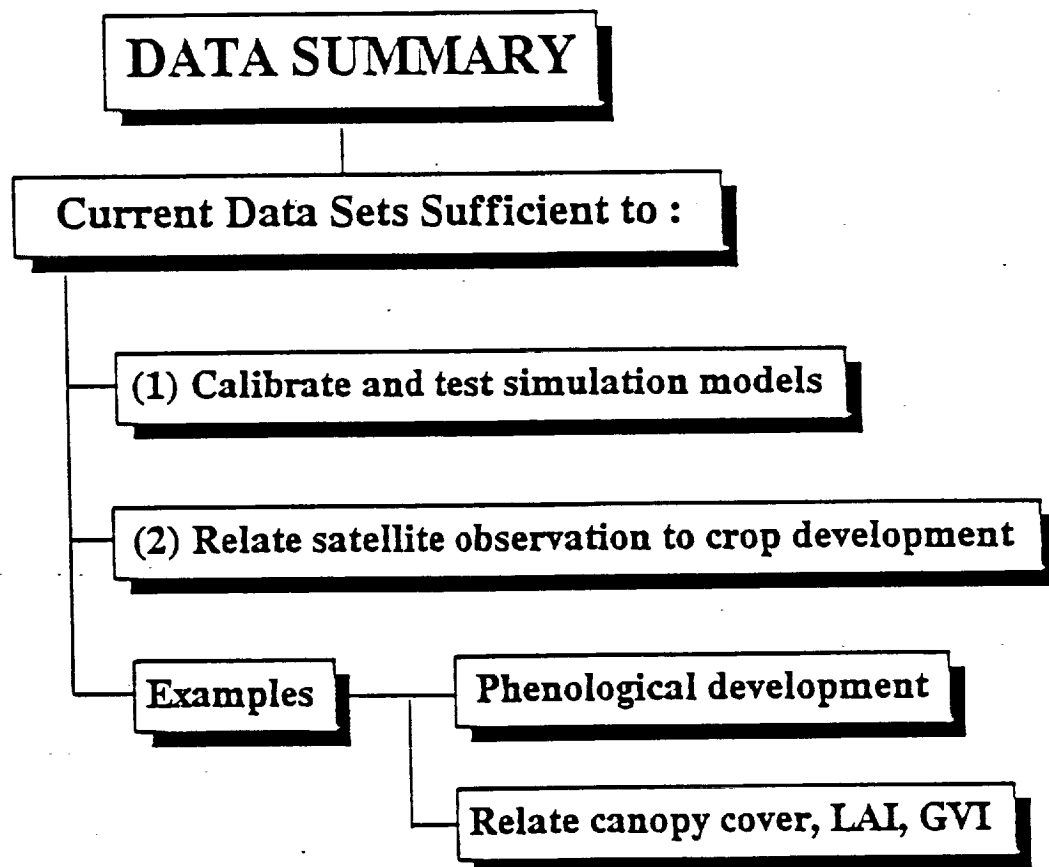 DATA SUMMARY
Current Data Sets Sufficient to :
(1) Calibrate and test simulation models
(2) Relate satellite observation to crop development
Examples
Phenological development
Relate canopy cover, LAI, GVI